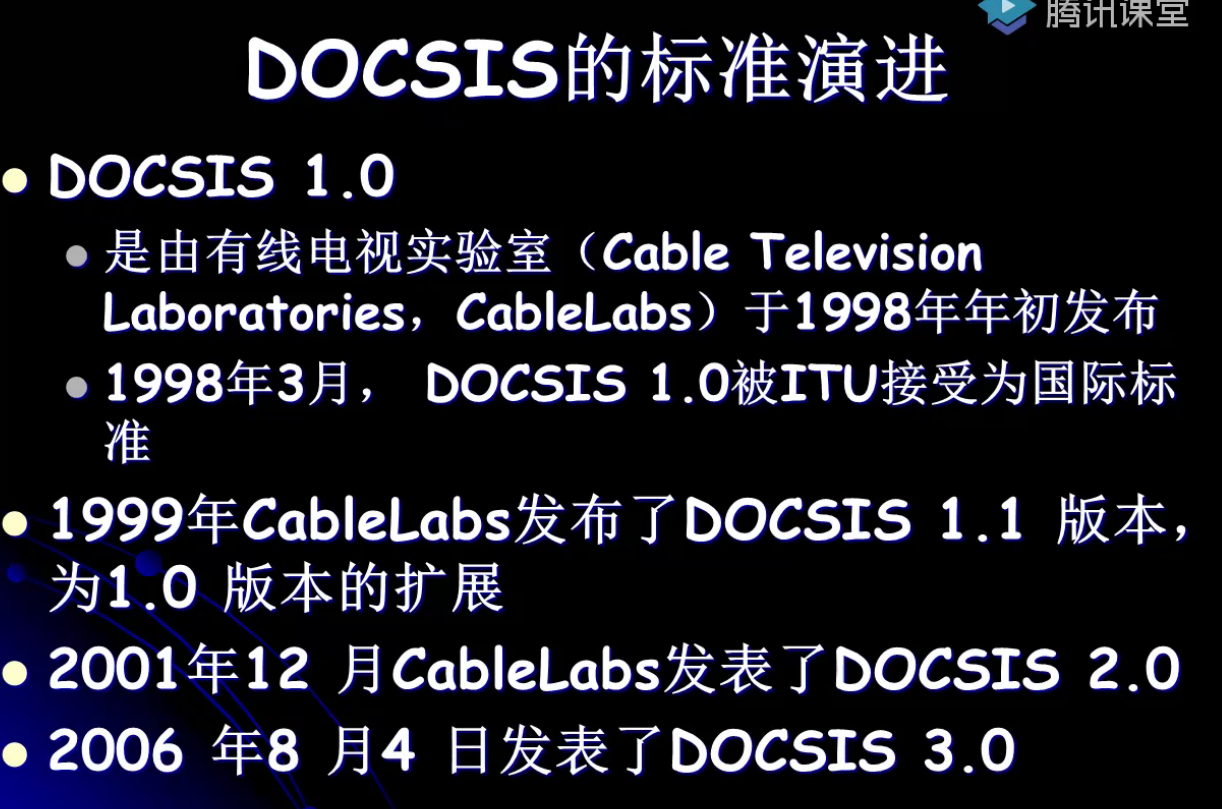 腾讯课堂
DOCSIS的标准演进
DOCSIS 1.0
是由有线电视实验室（Cable Television
Laboratories，CableLabs）于1998年年初发布
1998年3月， DOCSIS 1.0被ITU接受为国际标
准
1999年CableLabs发布了DOCSIS 1.1 版本，
为1.0 版本的扩展
2001年12 月CableLabs发表了DOCSIS 2.0
2006 年8 月4 日发表了DOCSIS 3.0